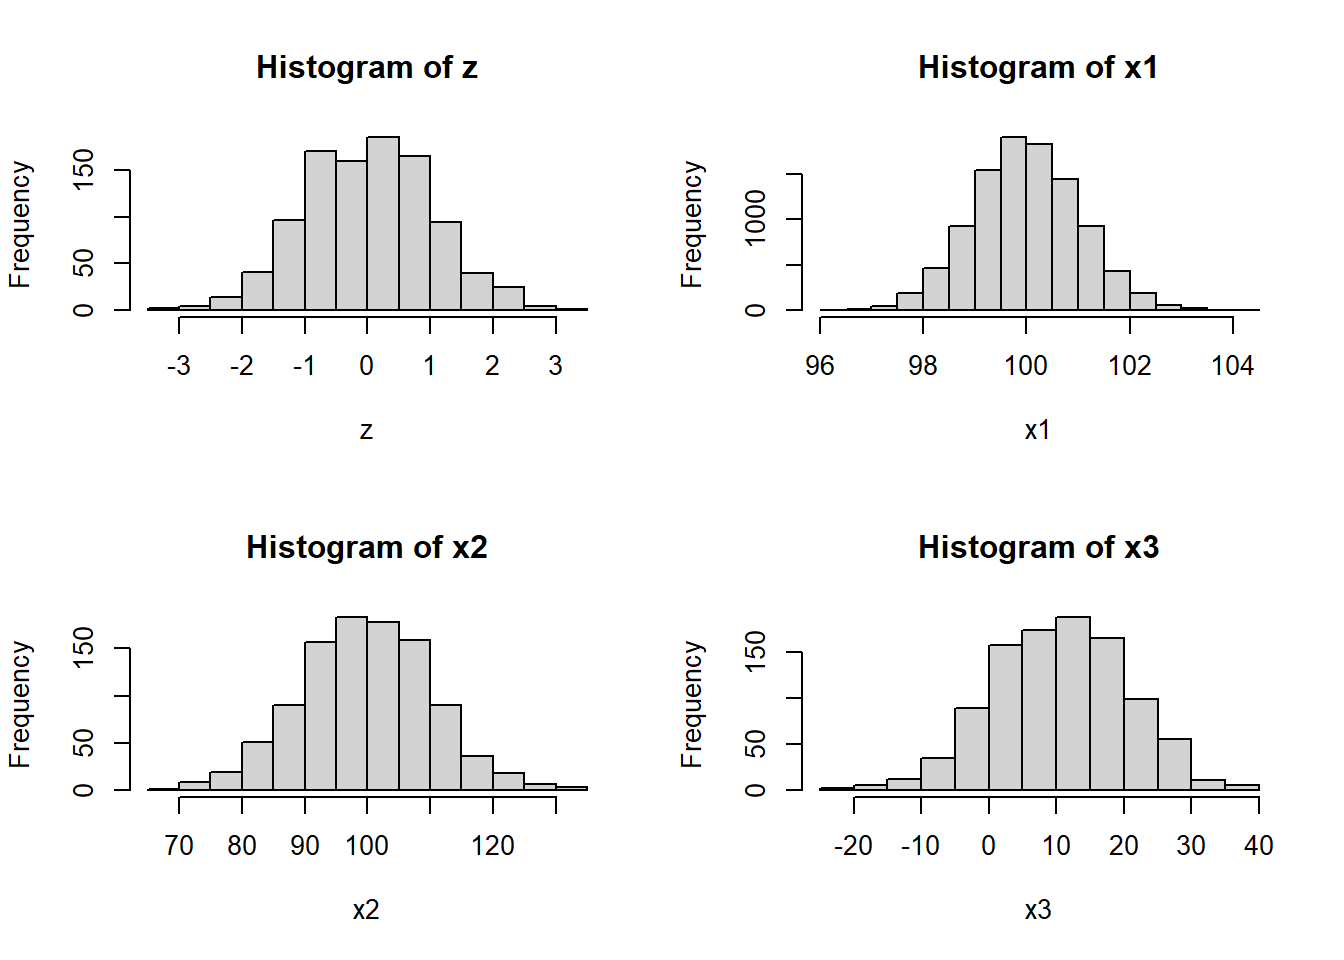 Histogram of z
Frequency
0
50
150
-3 -2 -1 0 1 2 3
z
Histogram of x1
Frequency
0
1000
96 98 100 102 104
x1
Histogram of x2
Frequency
0
50
150
70 80 90 100 120
x2
Histogram of x3
Frequency
0
50
150
-20 -10 0 10 20 30 40
x3